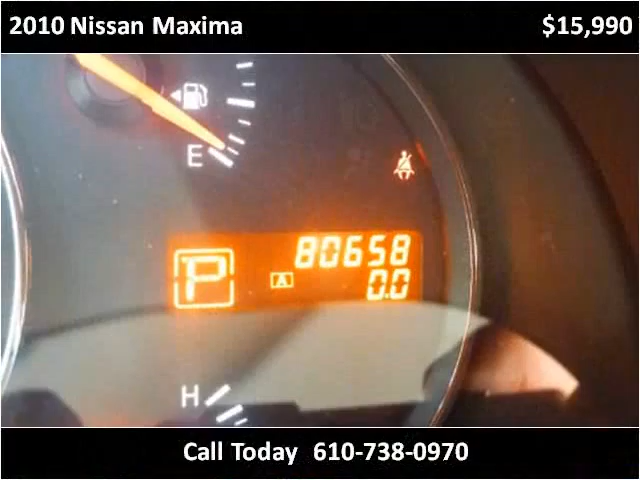 2010 Nissan Maxima $15,990
E
80658
P A 0.0
H
Call Today 610-738-0970